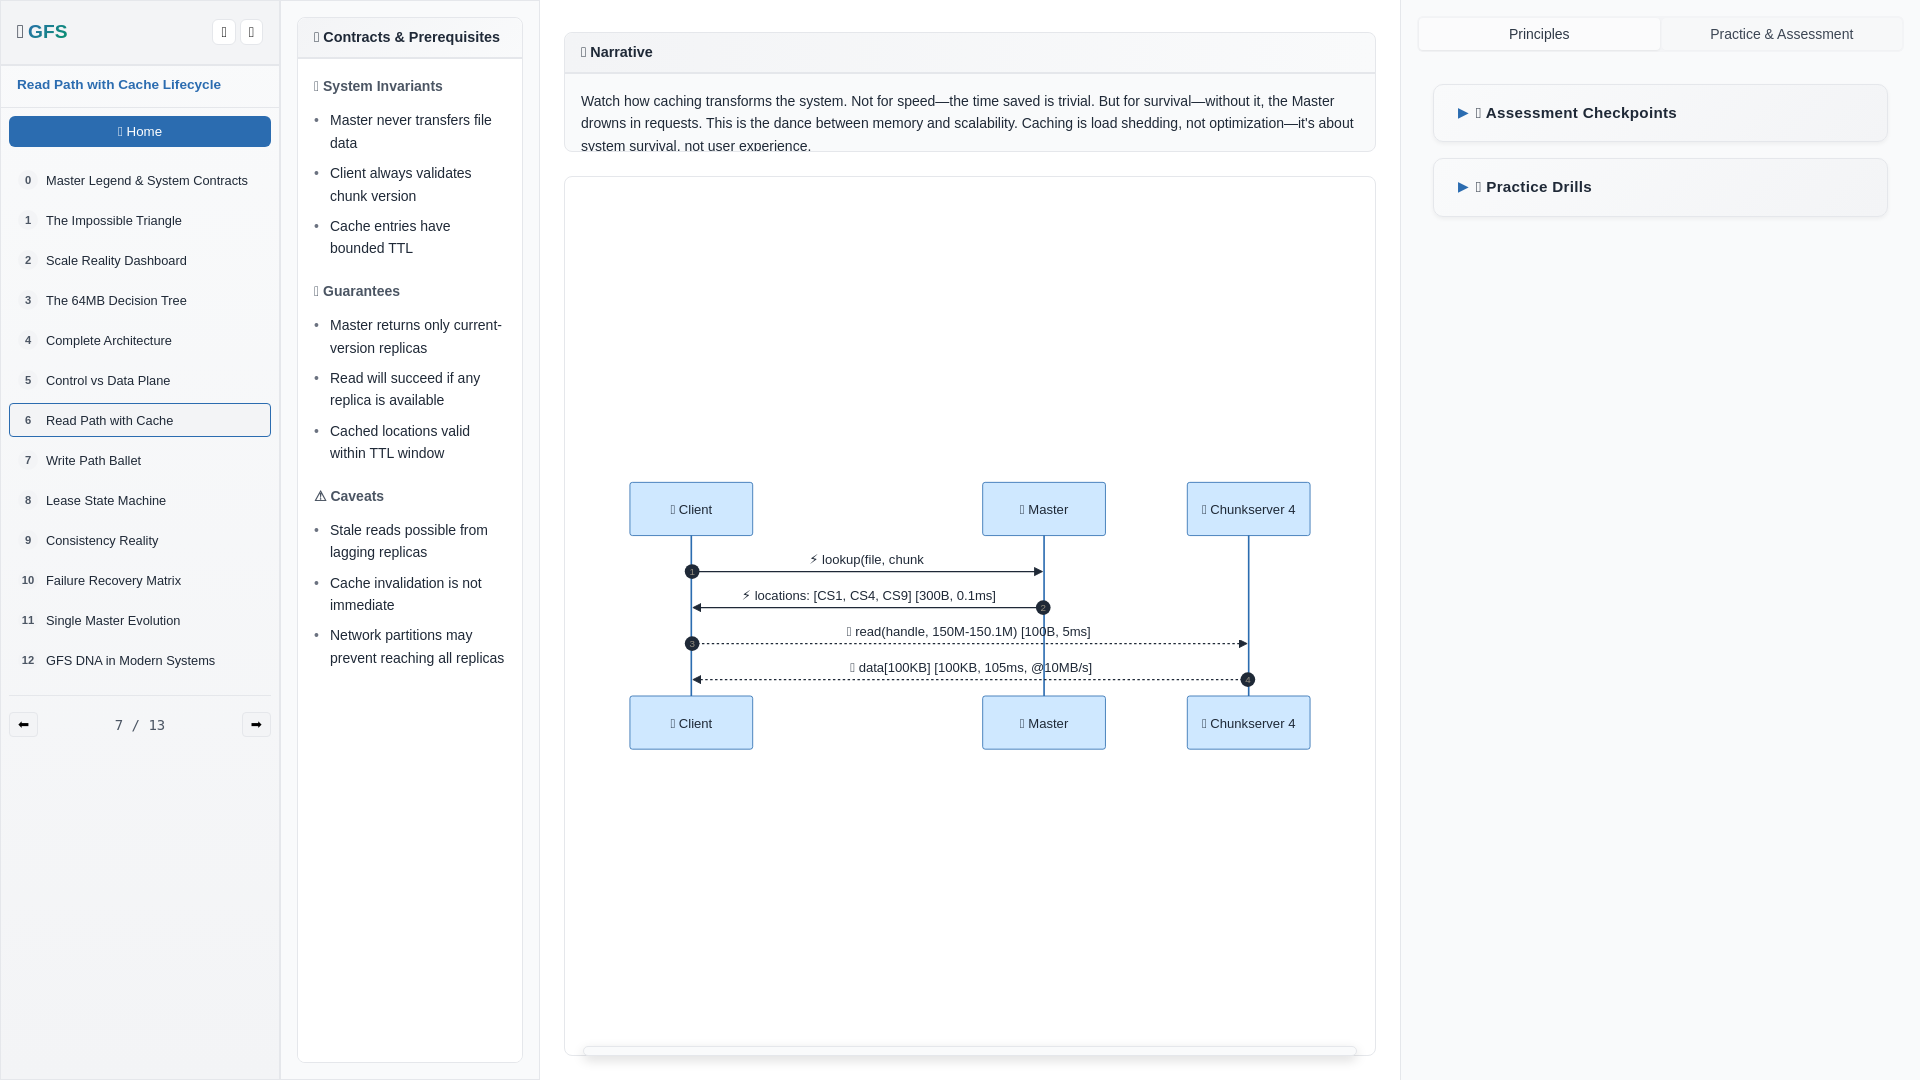 GFS
Read Path with Cache Lifecycle
Home
0 Master Legend & System Contracts
1 The Impossible Triangle
2 Scale Reality Dashboard
3 The 64MB Decision Tree
4 Complete Architecture
5 Control vs Data Plane
6 Read Path with Cache
7 Write Path Ballet
8 Lease State Machine
9 Consistency Reality
10 Failure Recovery Matrix
11 Single Master Evolution
12 GFS DNA in Modern Systems
⬅ 7 / 13 ➡
Contracts & Prerequisites
System Invariants
• Master never transfers file
data
• Client always validates
chunk version
• Cache entries have
bounded TTL
Guarantees
• Master returns only current-
version replicas
• Read will succeed if any
replica is available
• Cached locations valid
within TTL window
⚠ Caveats
• Stale reads possible from
lagging replicas
• Cache invalidation is not
immediate
• Network partitions may
prevent reaching all replicas
Narrative
Watch how caching transforms the system. Not for speed—the time saved is trivial. But for survival—without it, the Master
drowns in requests. This is the dance between memory and scalability. Caching is load shedding, not optimization—it's about
system survival, not user experience.
Client
Master
Chunkserver 4
⚡ lookup(file, chunk
1
⚡ locations: [CS1, CS4, CS9] [300B, 0.1ms]
2
read(handle, 150M-150.1M) [100B, 5ms]
3
data[100KB] [100KB, 105ms, @10MB/s]
4
Client
Master
Chunkserver 4
Principles
Practice & Assessment
▶ Assessment Checkpoints
▶ Practice Drills